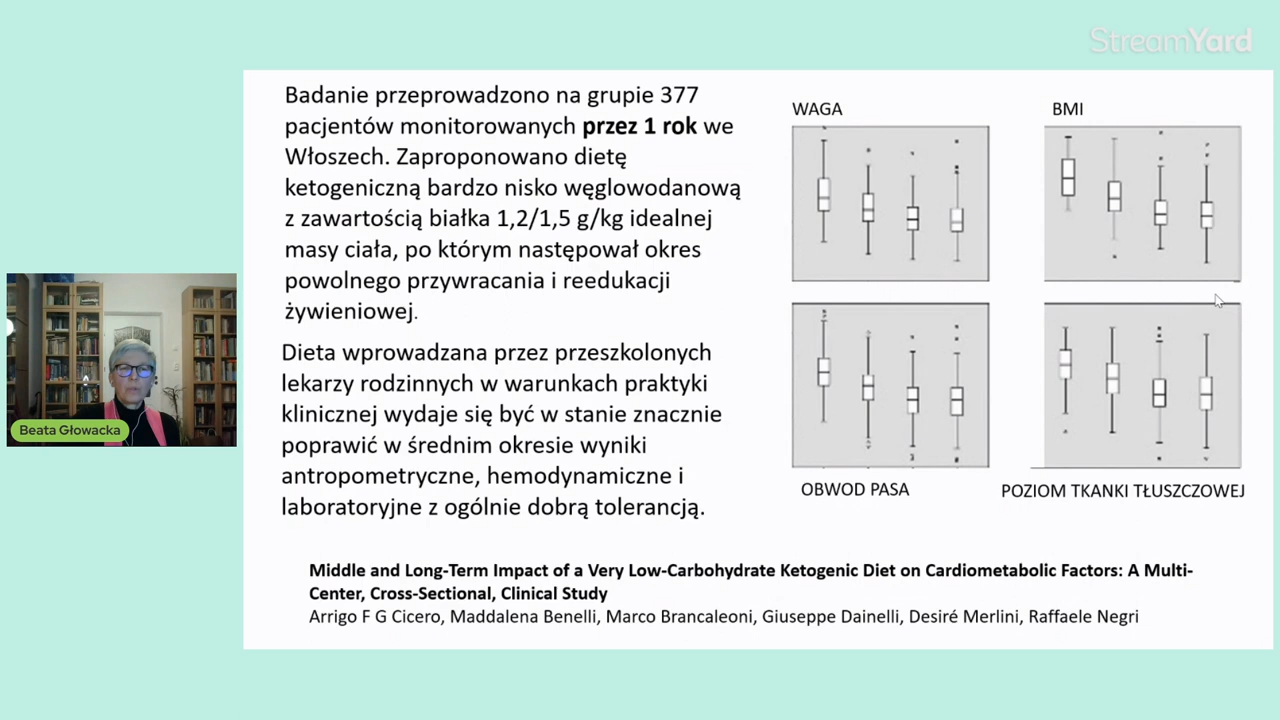 StreamYard
Badanie przeprowadzono na grupie 377
pacjentów monitorowanych przez 1 rok we
Włoszech. Zaproponowano dietę
ketogeniczną bardzo nisko węglowodanową
z zawartością białka 1,2/1,5 g/kg idealnej
masy ciała, po którym następował okres
powolnego przywracania i reedukacji
żywieniowej.
Dieta wprowadzana przez przeszkolonych
lekarzy rodzinnych w warunkach praktyki
klinicznej wydaje się być w stanie znacznie
poprawić w średnim okresie wyniki
antropometryczne, hemodynamiczne i
laboratoryjne z ogólnie dobrą tolerancją.
WAGA
BMI
OBWOD PASA
POZIOM TKANKI TŁUSZCZOWEJ
Beata Głowacka
Middle and Long-Term Impact of a Very Low-Carbohydrate Ketogenic Diet on Cardiometabolic Factors: A Multi-
Center, Cross-Sectional, Clinical Study
Arrigo F G Cicero, Maddalena Benelli, Marco Brancaleoni, Giuseppe Dainelli, Desiré Merlini, Raffaele Negri